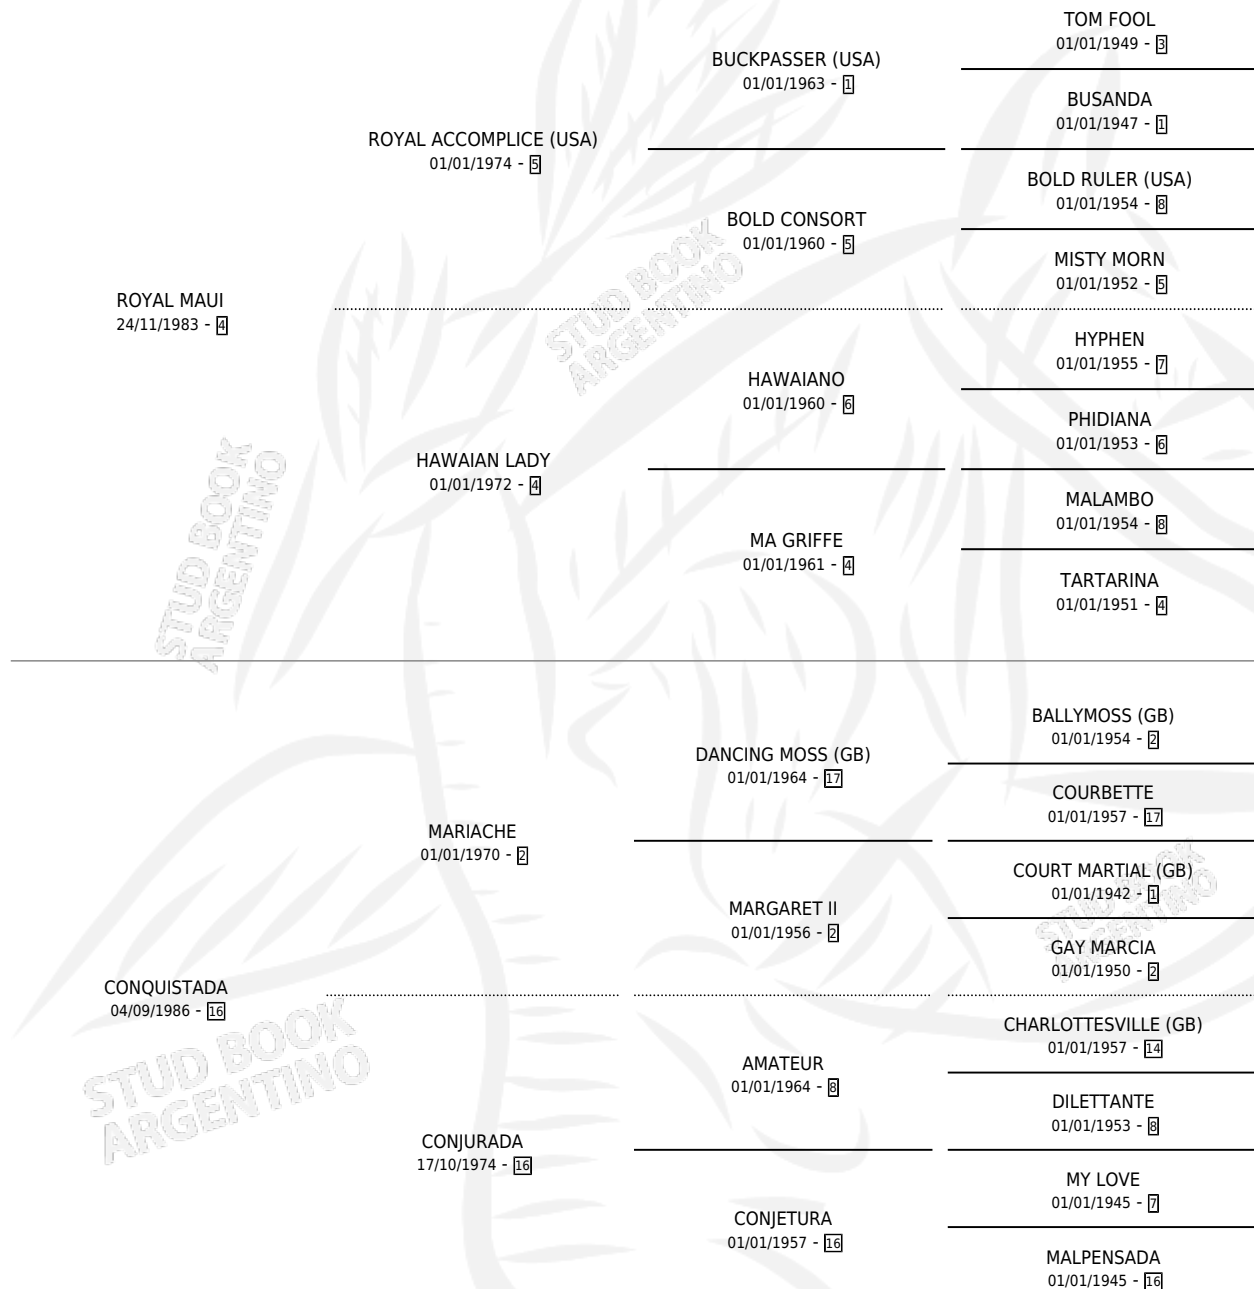 TOM FOOL
01/01/1949 - 3
BUCKPASSER (USA)
01/01/1963 - 1
BUSANDA
01/01/1947 - 1
ROYAL ACCOMPLICE (USA)
01/01/1974 - 5
BOLD RULER (USA)
01/01/1954 - 8
BOLD CONSORT
01/01/1960 - 5
MISTY MORN
01/01/1952 - 5
ROYAL MAUI
24/11/1983 - 4
HYPHEN
01/01/1955 - 7
HAWAIANO
01/01/1960 - 6
PHIDIANA
01/01/1953 - 6
HAWAIAN LADY
01/01/1972 - 4
MALAMBO
01/01/1954 - 8
MA GRIFFE
01/01/1961 - 4
TARTARINA
01/01/1951 - 4
BALLYMOSS (GB)
01/01/1954 - 2
DANCING MOSS (GB)
01/01/1964 - 17
COURBETTE
01/01/1957 - 17
MARIACHE
01/01/1970 - 2
COURT MARTIAL (GB)
01/01/1942 - 1
MARGARET II
01/01/1956 - 2
GAY MARCIA
01/01/1950 - 2
CONQUISTADA
04/09/1986 - 16
CHARLOTTESVILLE (GB)
01/01/1957 - 14
AMATEUR
01/01/1964 - 8
DILETTANTE
01/01/1953 - 8
CONJURADA
17/10/1974 - 16
MY LOVE
01/01/1945 - 7
CONJETURA
01/01/1957 - 16
MALPENSADA
01/01/1945 - 16
STUD BOOK
ARGENTINO
STUD BOOK
ARGENTINO
STUD BOOK
ARGENTINO
STUD BOOK
ARGENTINO